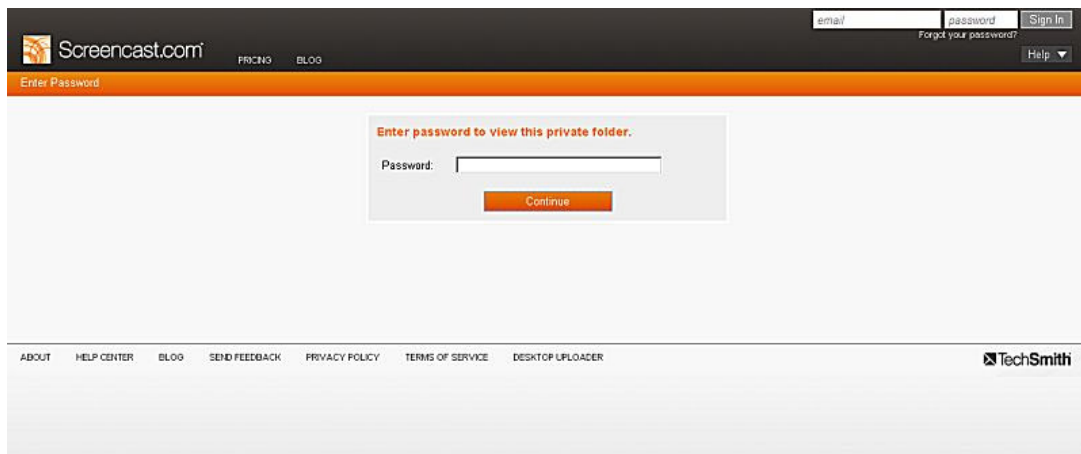 email password Sign In
Forgot your password?
Screencast.com PRICING BLOG Help
Enter Password
Enter password to view this private folder.
Password:
Continue
ABOUT HELP CENTER BLOG SEND FEEDBACK PRIVACY POLICY TERMS OF SERVICE DESKTOP UPLOADER TechSmith